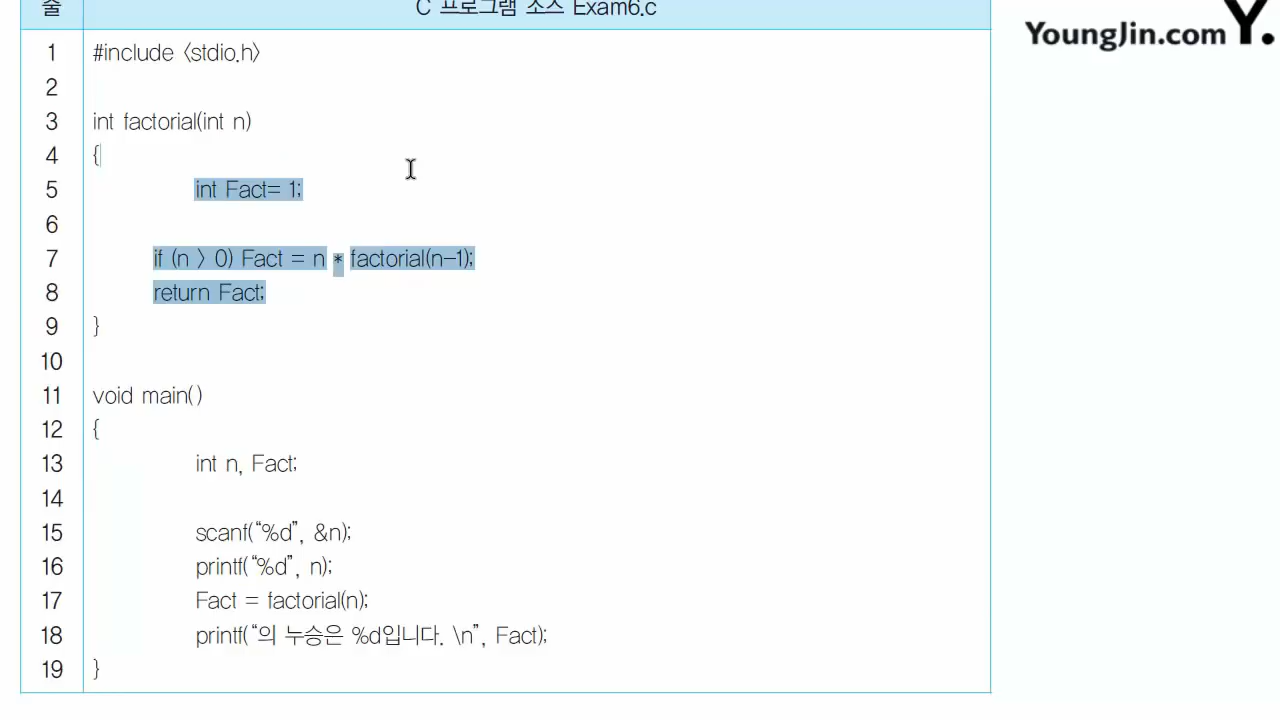 줄 C 프로그램 소스 Exam6.c
YoungJin.com Y.
1 #include <stdio.h>
2
3 int factorial(int n)
4 {
5 int Fact= 1;
6
7 if (n > 0) Fact = n * factorial(n-1);
8 return Fact;
9 }
10
11 void main()
12 {
13 int n, Fact;
14
15 scanf(“%d”, &n);
16 printf(“%d”, n);
17 Fact = factorial(n);
18 printf(“의 누승은 %d입니다. \n”, Fact);
19 }